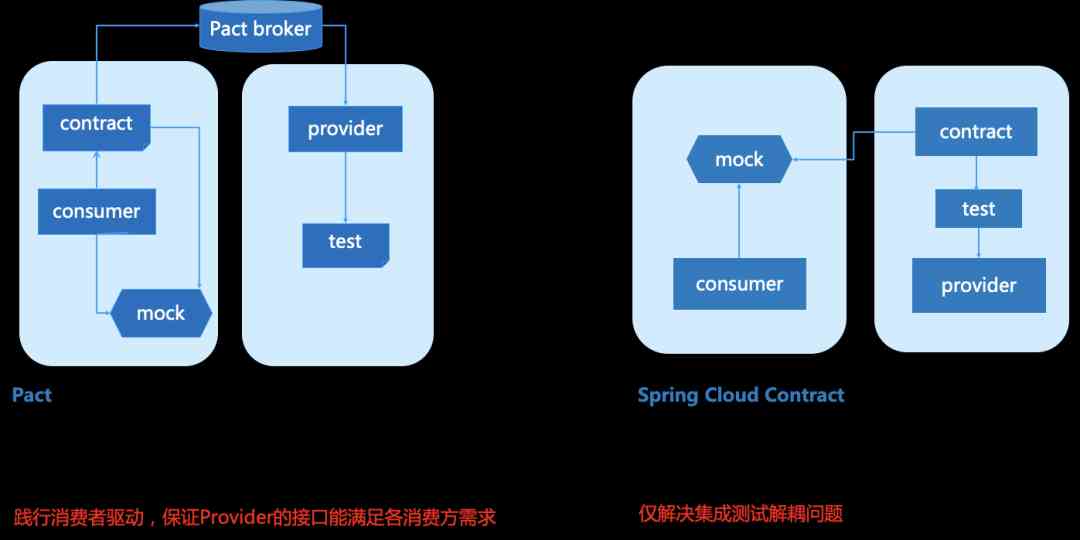 Pact broker
contract
consumer
mock
provider
test
Pact
践行消费者驱动，保证Provider的接口能满足各消费方需求
mock
consumer
contract
test
provider
Spring Cloud Contract
仅解决集成测试解耦问题